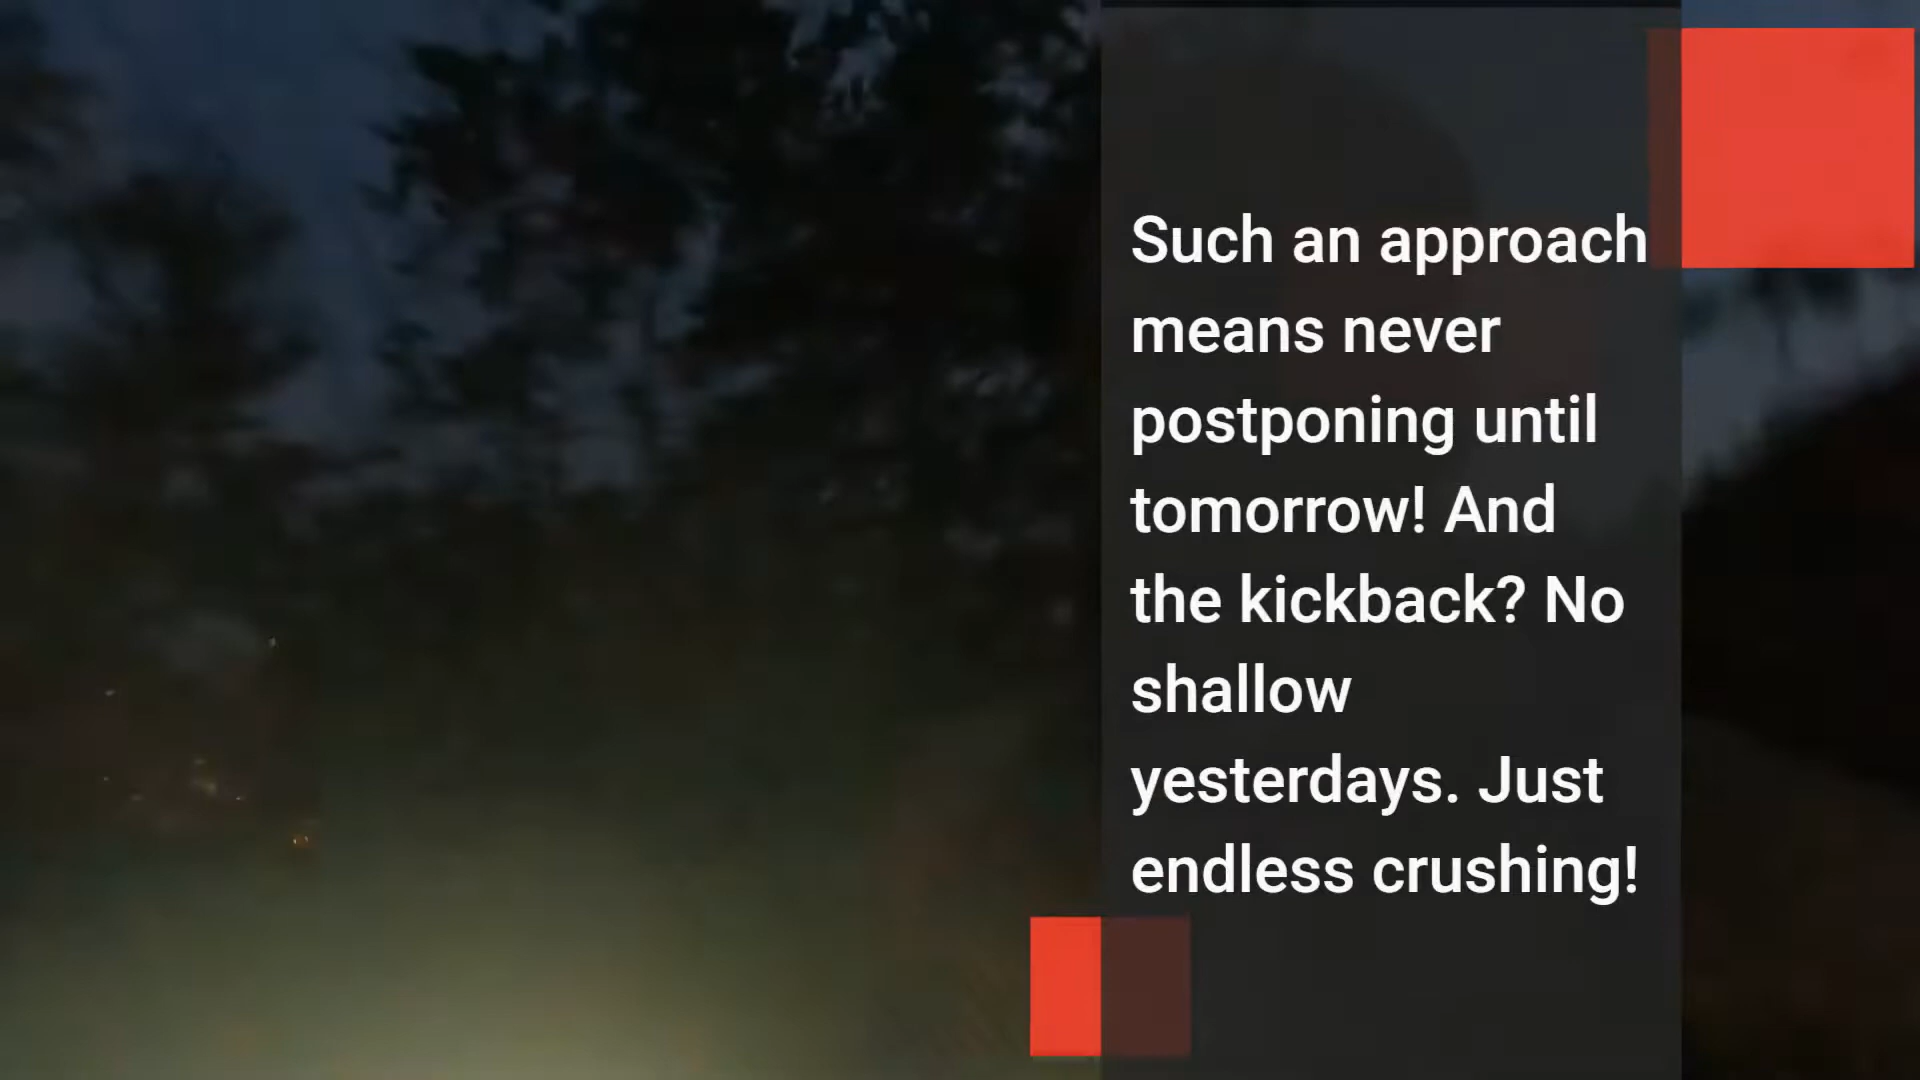 Such an approach
means never
postponing until
tomorrow! And
the kickback? No
shallow
yesterdays. Just
endless crushing!